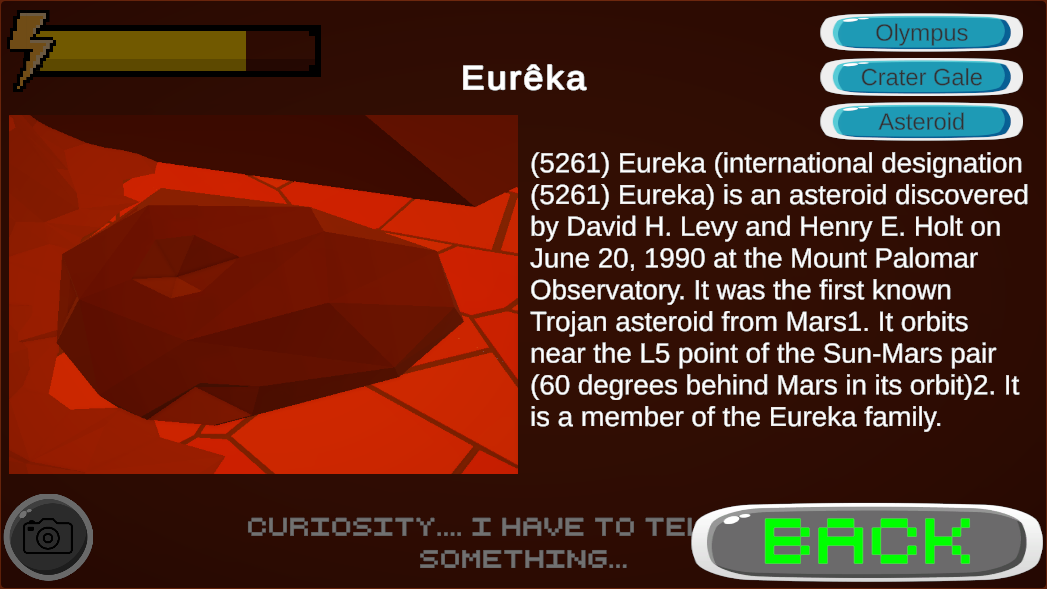 Olympus
Crater Gale
Asteroid
Eurêka
(5261) Eureka (international designation
(5261) Eureka) is an asteroid discovered
by David H. Levy and Henry E. Holt on
June 20, 1990 at the Mount Palomar
Observatory. It was the first known
Trojan asteroid from Mars1. It orbits
near the L5 point of the Sun-Mars pair
(60 degrees behind Mars in its orbit)2. It
is a member of the Eureka family.
CURIOSITY.... I HAVE TO
SOMETHING...
BACK